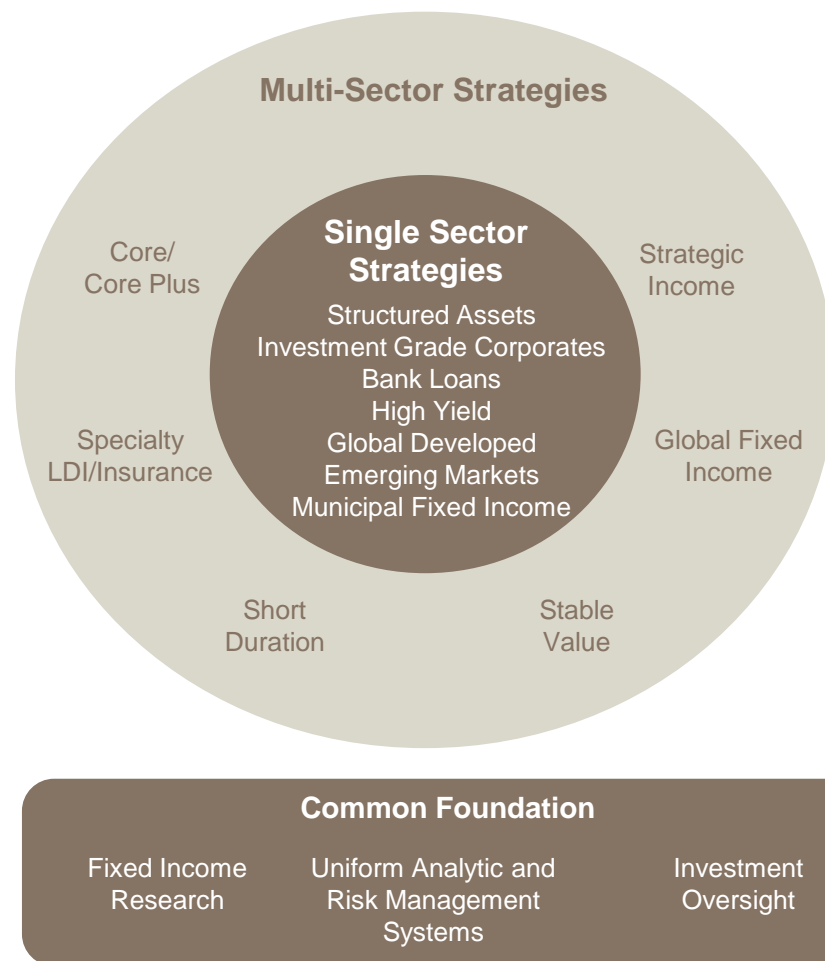 Multi-Sector Strategies
Core/
Core Plus
Single Sector
Strategies
Structured Assets
Investment Grade Corporates
Bank Loans
High Yield
Global Developed
Emerging Markets
Municipal Fixed Income
Strategic
Income
Specialty
LDI/Insurance
Global Fixed
Income
Short
Duration
Stable
Value
Common Foundation
Fixed Income
Research
Uniform Analytic and
Risk Management
Systems
Investment
Oversight